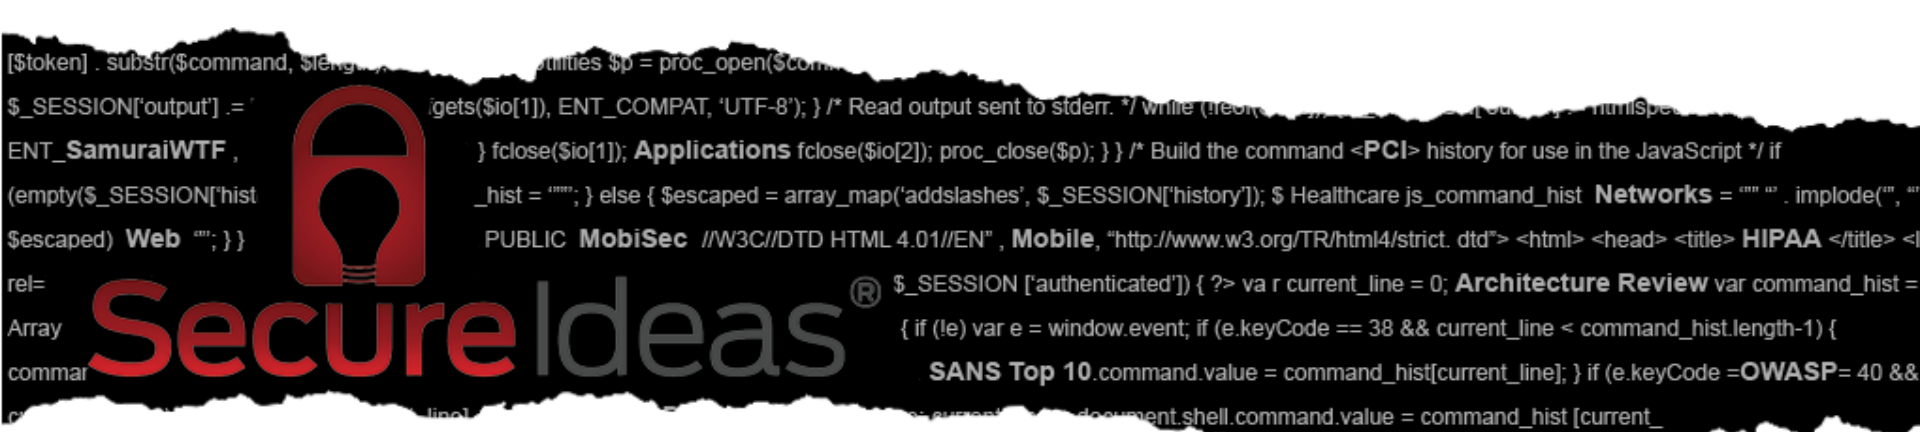 [$token] . substr($command, $length), utilities $p = proc_open($com
$_SESSION['output'] .= gets($io[1]), ENT_COMPAT, 'UTF-8'); } /* Read output sent to stderr. */ while (!feof(
ENT_SamuraiWTF , } fclose($io[1]); Applications fclose($io[2]); proc_close($p); } } /* Build the command <PCI> history for use in the JavaScript */ if
(empty($_SESSION['hist _hist = '""'; } else { $escaped = array_map('addslashes', $_SESSION['history']); $ Healthcare js_command_hist Networks = '"" "' . implode('", "
$escaped) Web '"'; } } PUBLIC MobiSec //W3C//DTD HTML 4.01//EN" , Mobile, "http://www.w3.org/TR/html4/strict. dtd"> <html> <head> <title> HIPAA </title> <l
rel= $_SESSION ['authenticated']) { ?> va r current_line = 0; Architecture Review var command_hist =
Array { if (!e) var e = window.event; if (e.keyCode == 38 && current_line < command_hist.length-1) {
SecureIdeas®
comman SANS Top 10.command.value = command_hist[current_line]; } if (e.keyCode =OWASP= 40 &&
line] document.shell.command.value = command_hist [current_